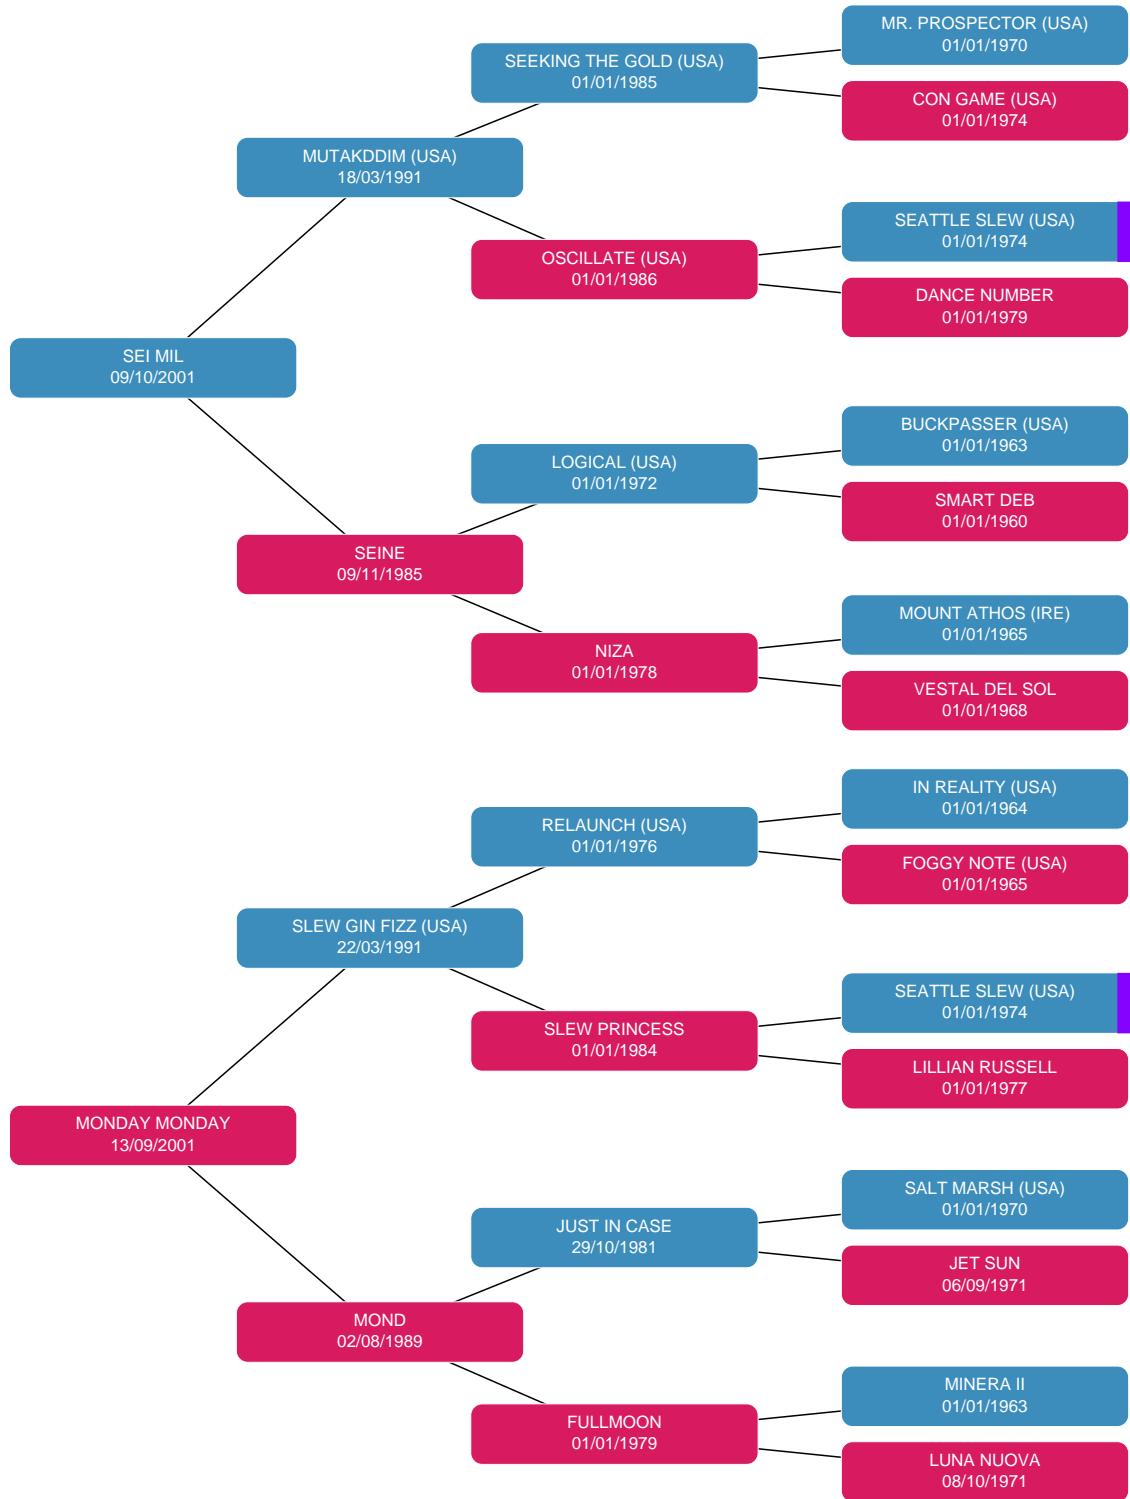 MR. PROSPECTOR (USA)
01/01/1970
SEEKING THE GOLD (USA)
01/01/1985
CON GAME (USA)
01/01/1974
MUTAKDDIM (USA)
18/03/1991
SEATTLE SLEW (USA)
01/01/1974
OSCILLATE (USA)
01/01/1986
DANCE NUMBER
01/01/1979
SEI MIL
09/10/2001
BUCKPASSER (USA)
01/01/1963
LOGICAL (USA)
01/01/1972
SMART DEB
01/01/1960
SEINE
09/11/1985
MOUNT ATHOS (IRE)
01/01/1965
NIZA
01/01/1978
VESTAL DEL SOL
01/01/1968
IN REALITY (USA)
01/01/1964
RELAUNCH (USA)
01/01/1976
FOGGY NOTE (USA)
01/01/1965
SLEW GIN FIZZ (USA)
22/03/1991
SEATTLE SLEW (USA)
01/01/1974
SLEW PRINCESS
01/01/1984
LILLIAN RUSSELL
01/01/1977
MONDAY MONDAY
13/09/2001
SALT MARSH (USA)
01/01/1970
JUST IN CASE
29/10/1981
JET SUN
06/09/1971
MOND
02/08/1989
MINERA II
01/01/1963
FULLMOON
01/01/1979
LUNA NUOVA
08/10/1971